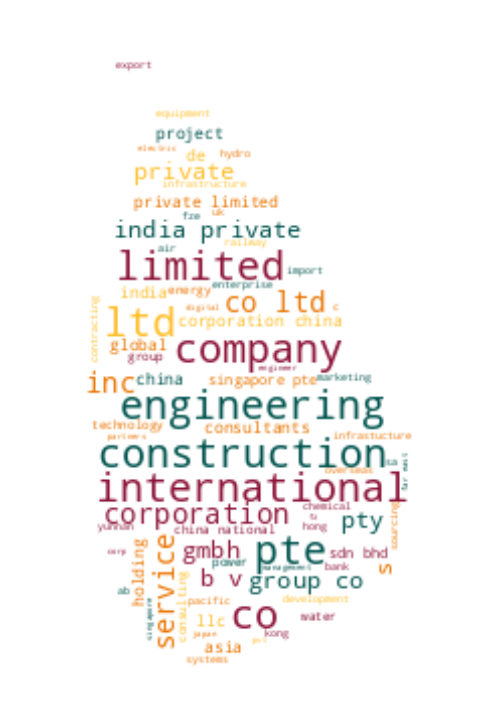 export
equipment
project
electric
de
hydro
private
infrastructure
private limited
fze
uk
india private
railway
air
limited
import
enterprise
india
energy
co ltd
c
digital
contracting
ltd
corporation china
global
group
company
engineer
inc
china
singapore pte
marketing
engineering
technology
consultants
partners
infrastucture
construction
sa
overseas
far east
international
corporation
chemical
hong
pty
sourcing
yunnan
china national
corp
holding
service
gmbh
power
pte
sdn bhd
bank
management
s
b v
group co
ab
consulting
singapore
pacific
development
llc
co
water
japan
kong
asia
systems